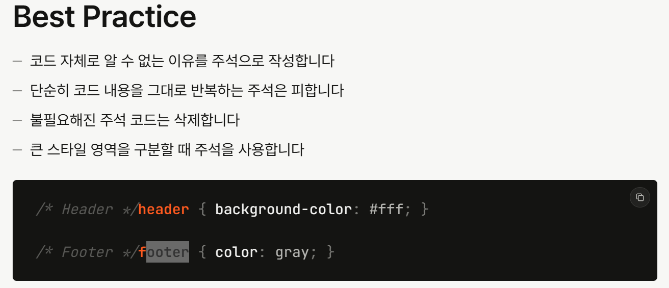 Best Practice
– 코드 자체로 알 수 없는 이유를 주석으로 작성합니다
– 단순히 코드 내용을 그대로 반복하는 주석은 피합니다
– 불필요해진 주석 코드는 삭제합니다
– 큰 스타일 영역을 구분할 때 주석을 사용합니다
/* Header */header { background-color: #fff; }
/* Footer */footer { color: gray; }